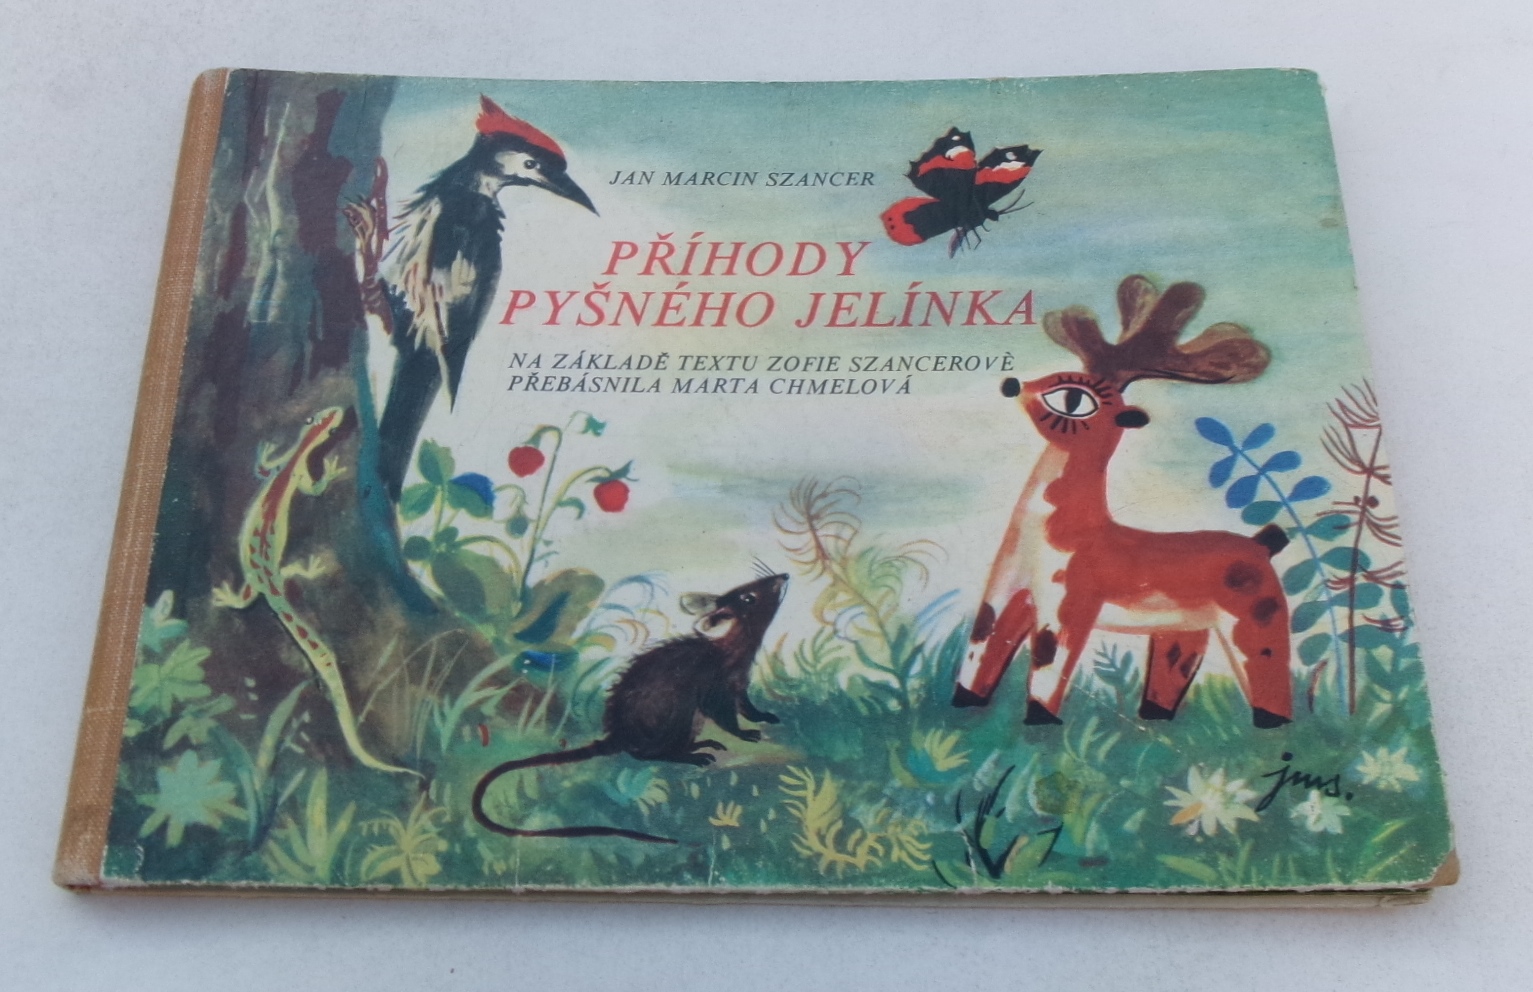 JAN MARCIN SZANCER
PŘÍHODY
PYŠNÉHO JELÍNKA
NA ZÁKLADĚ TEXTU ZOFIE SZANCEROVÈ
PŘEBÁSNILA MARTA CHMELOVÁ
jms.